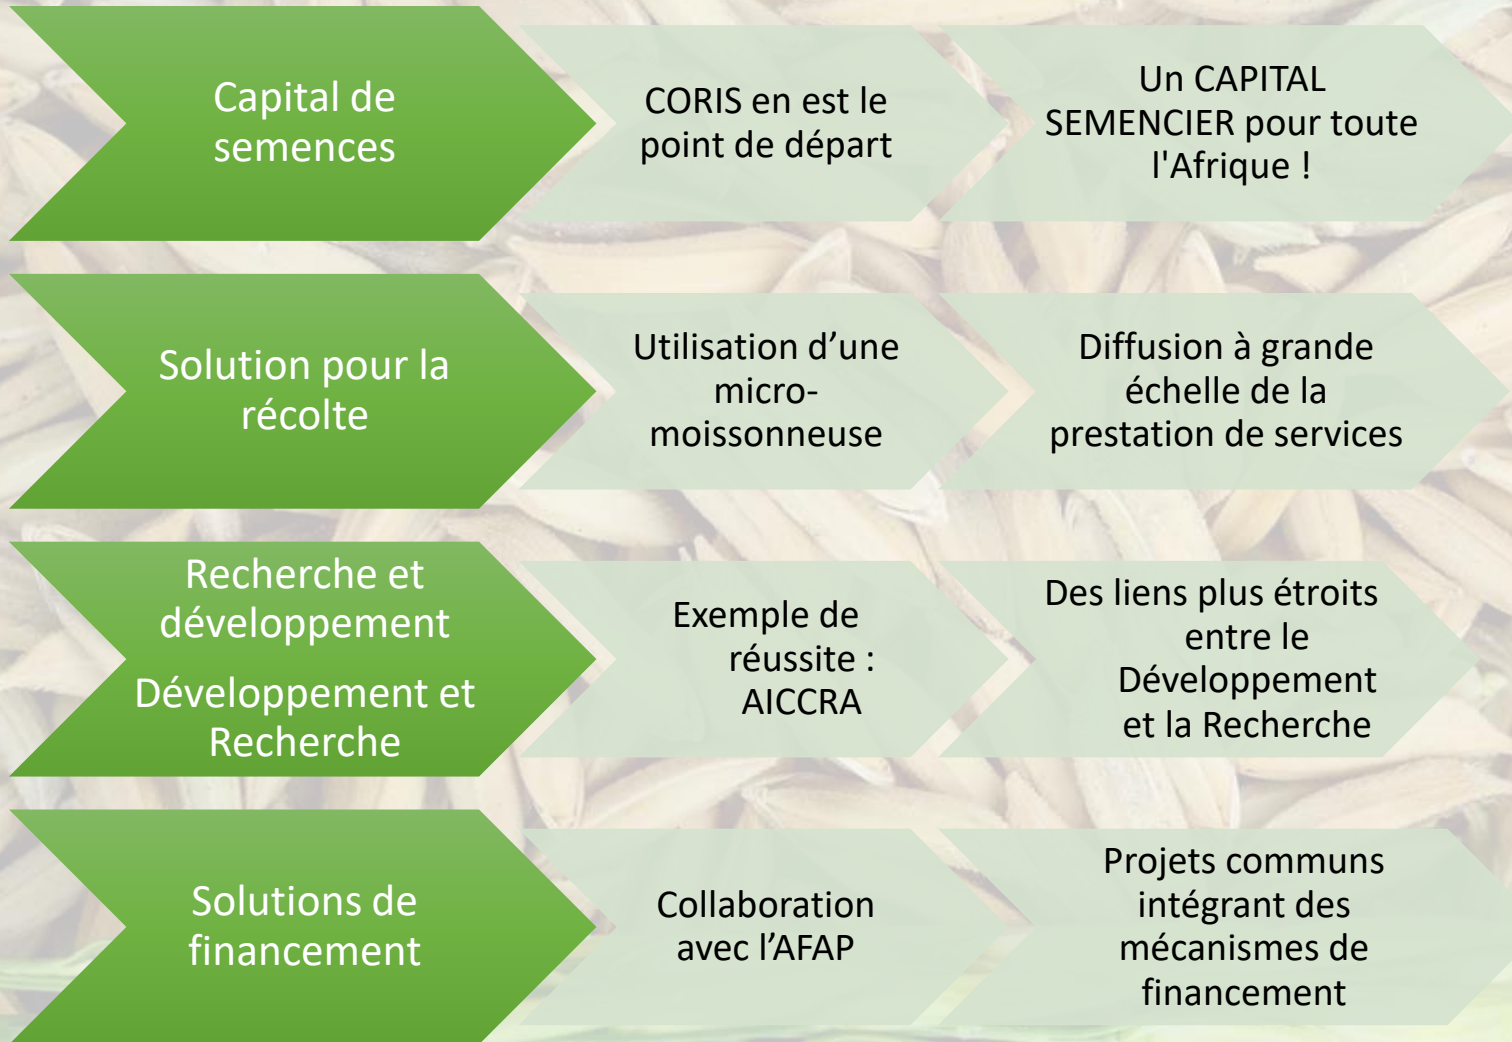 Capital de
semences
CORIS en est le
point de départ
Un CAPITAL
SEMENCIER pour toute
l'Afrique !
Solution pour la
récolte
Utilisation d’une
micro-
moissonneuse
Diffusion à grande
échelle de la
prestation de services
Recherche et
développement
Développement et
Recherche
Exemple de
réussite :
AICCRA
Des liens plus étroits
entre le
Développement
et la Recherche
Solutions de
financement
Collaboration
avec l’AFAP
Projets communs
intégrant des
mécanismes de
financement